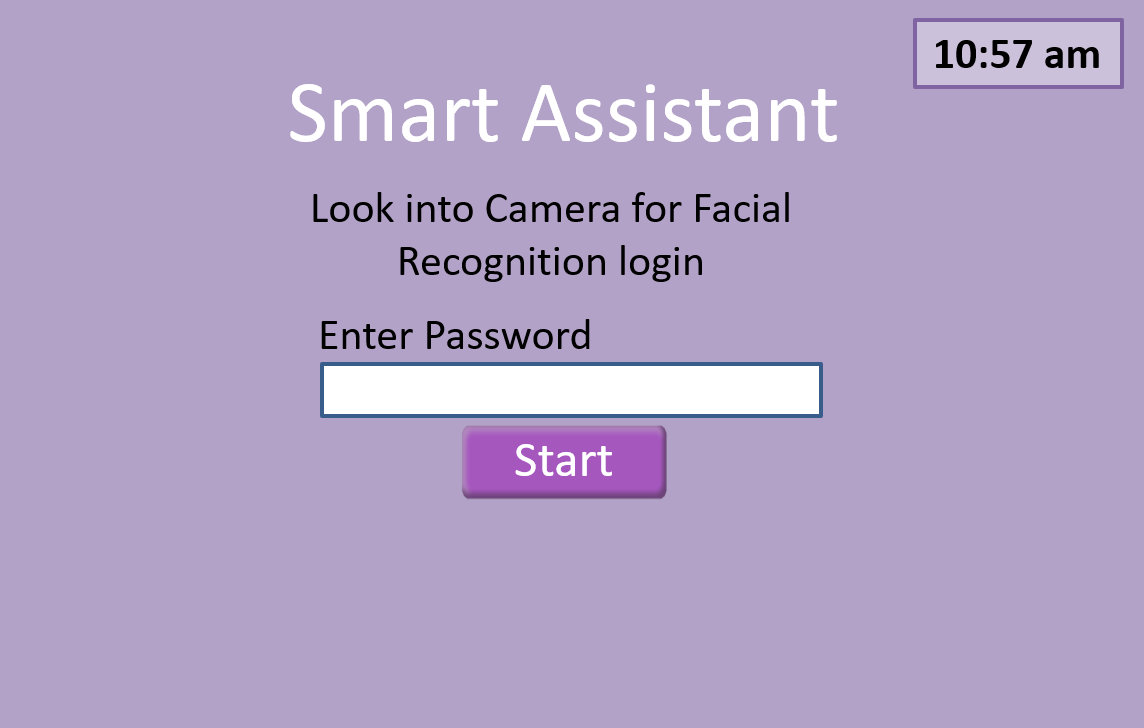 10:57 am
Smart Assistant
Look into Camera for Facial
Recognition login
Enter Password
Start